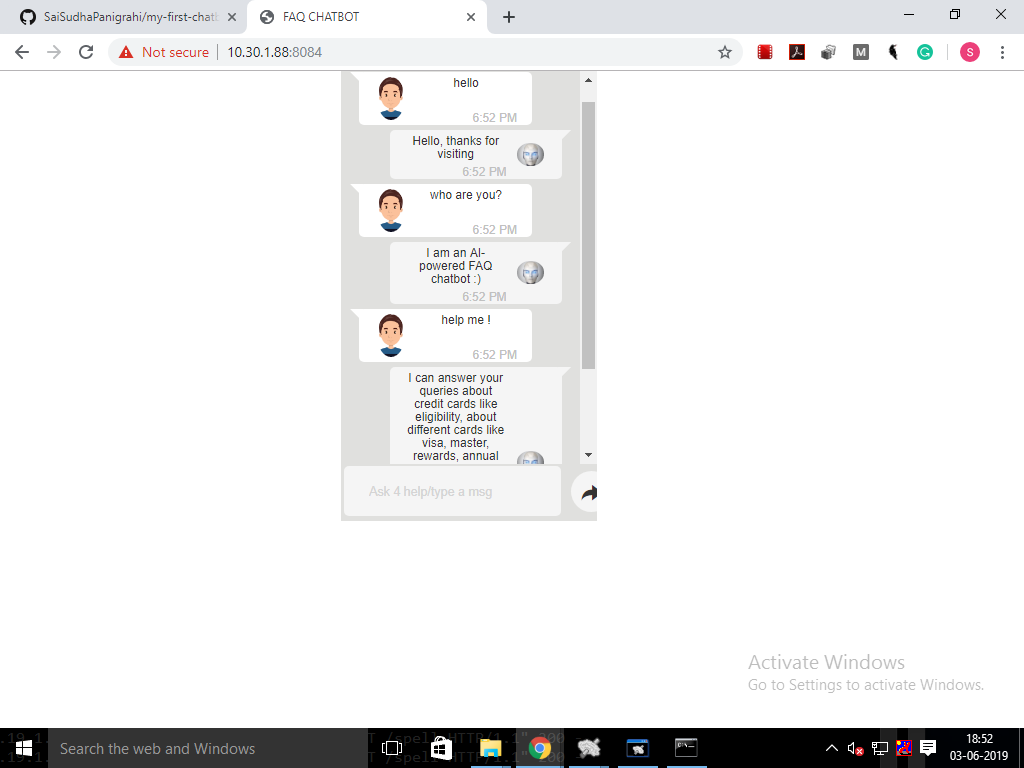 SaiSudhaPanigrahi/my-first-chatb
FAQ CHATBOT
Not secure
10.30.1.88:8084
M
G
S
hello
6:52 PM
Hello, thanks for
visiting
6:52 PM
who are you?
6:52 PM
I am an AI-
powered FAQ
chatbot :)
6:52 PM
help me !
6:52 PM
I can answer your
queries about
credit cards like
eligibility, about
different cards like
visa, master,
rewards, annual
Ask 4 help/type a msg
Activate Windows
Go to Settings to activate Windows.
Search the web and Windows
18:52
03-06-2019